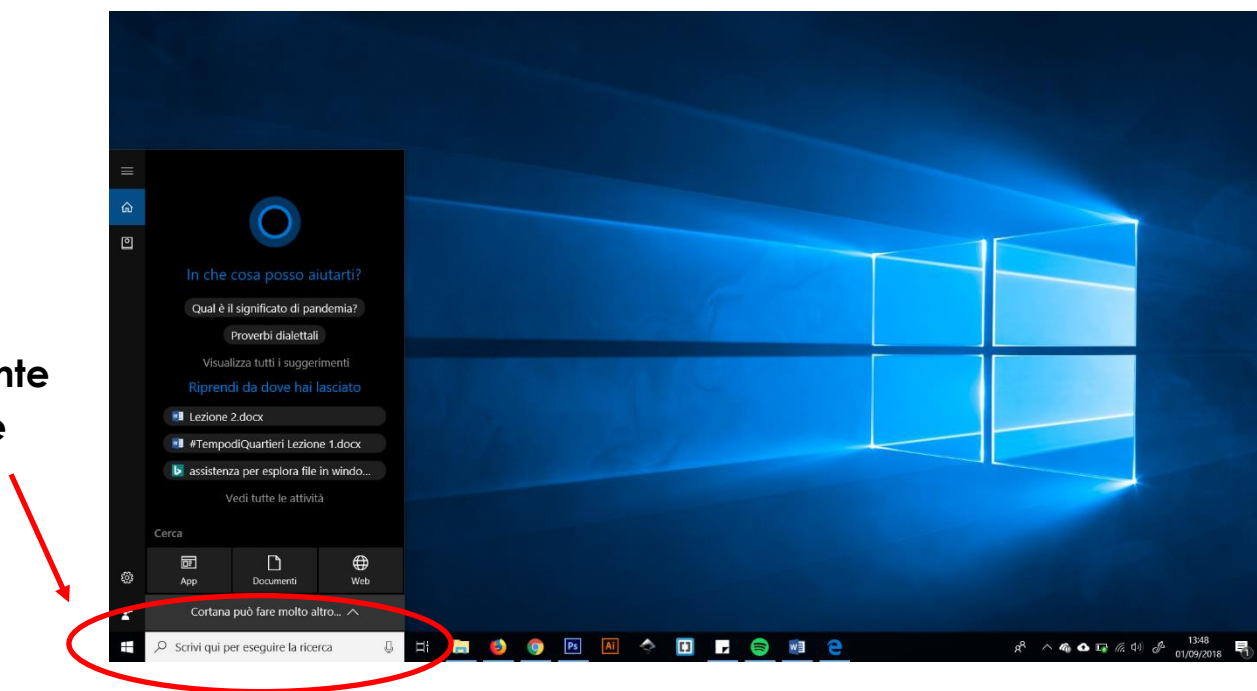 In che cosa posso aiutarti?
Qual è il significato di pandemia?
Proverbi dialettali
Visualizza tutti i suggerimenti
Riprendi da dove hai lasciato
Lezione 2.docx
#TempodiQuartieri Lezione 1.docx
assistenza per esplora file in windo...
Vedi tutte le attività
nte
e
Cerca
App Documenti Web
Cortana può fare molto altro...
Scrivi qui per eseguire la ricerca
Ps Ai
13:48
01/09/2018
1